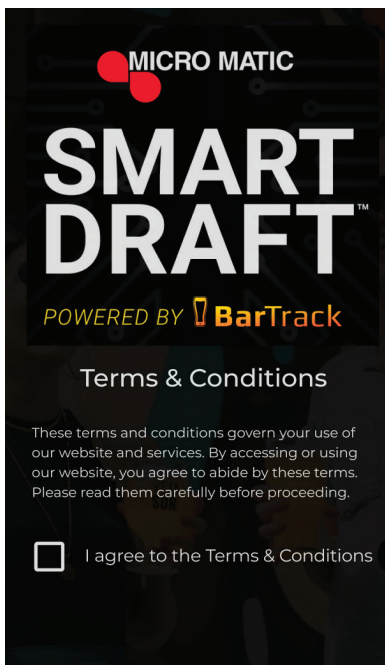 MICRO MATIC
SMART
DRAFT™
POWERED BY BarTrack
Terms & Conditions
These terms and conditions govern your use of
our website and services. By accessing or using
our website, you agree to abide by these terms.
Please read them carefully before proceeding.
I agree to the Terms & Conditions